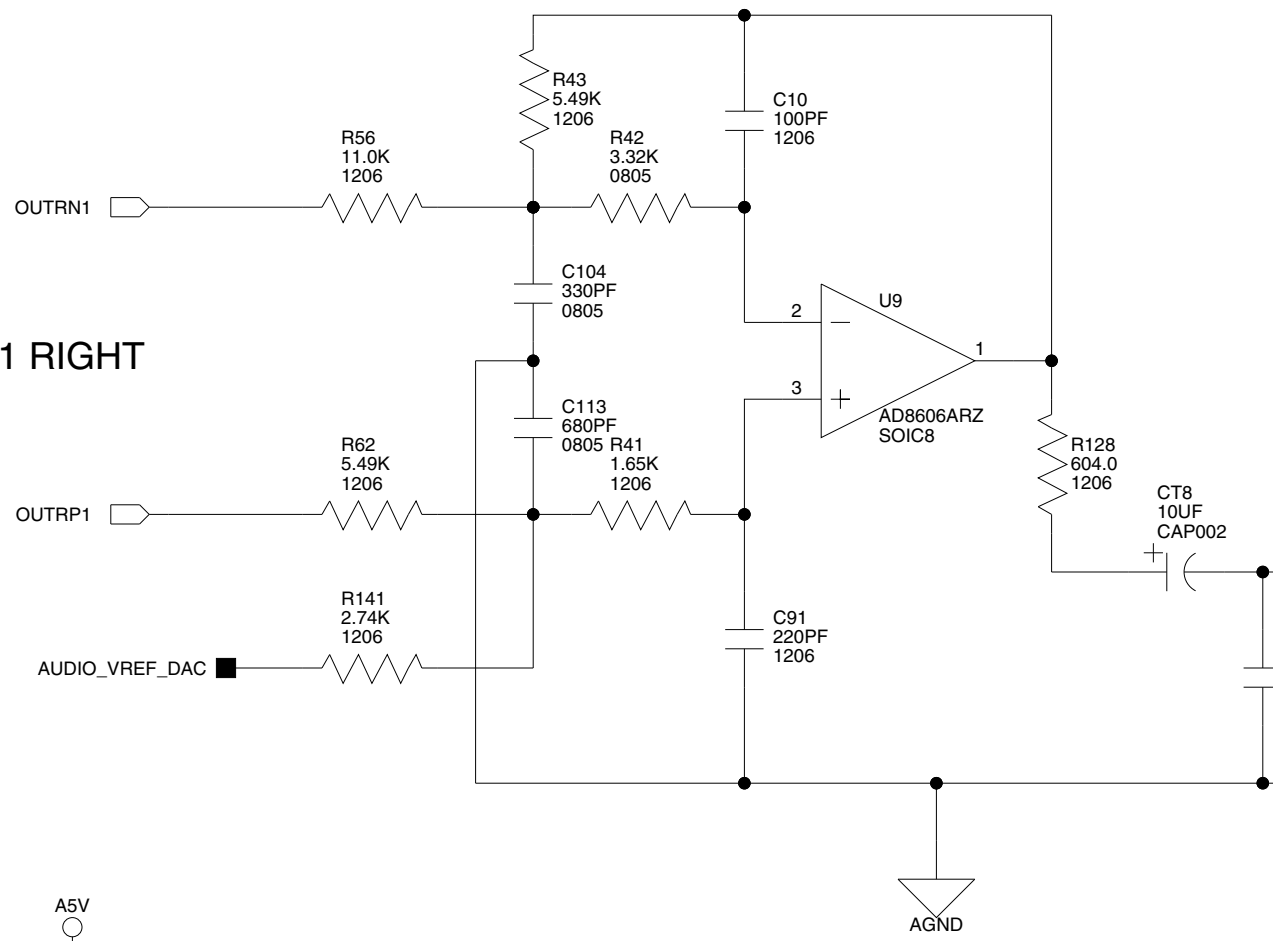 R43
5.49K
1206
C10
100PF
1206
R56
11.0K
1206
R42
3.32K
0805
OUTRN1
C104
330PF
0805
U9
2
1 RIGHT
1
3
C113
680PF
0805
AD8606ARZ
SOIC8
R62
5.49K
1206
R41
1.65K
1206
R128
604.0
1206
OUTRP1
CT8
10UF
CAP002
R141
2.74K
1206
C91
220PF
1206
AUDIO_VREF_DAC
A5V
AGND